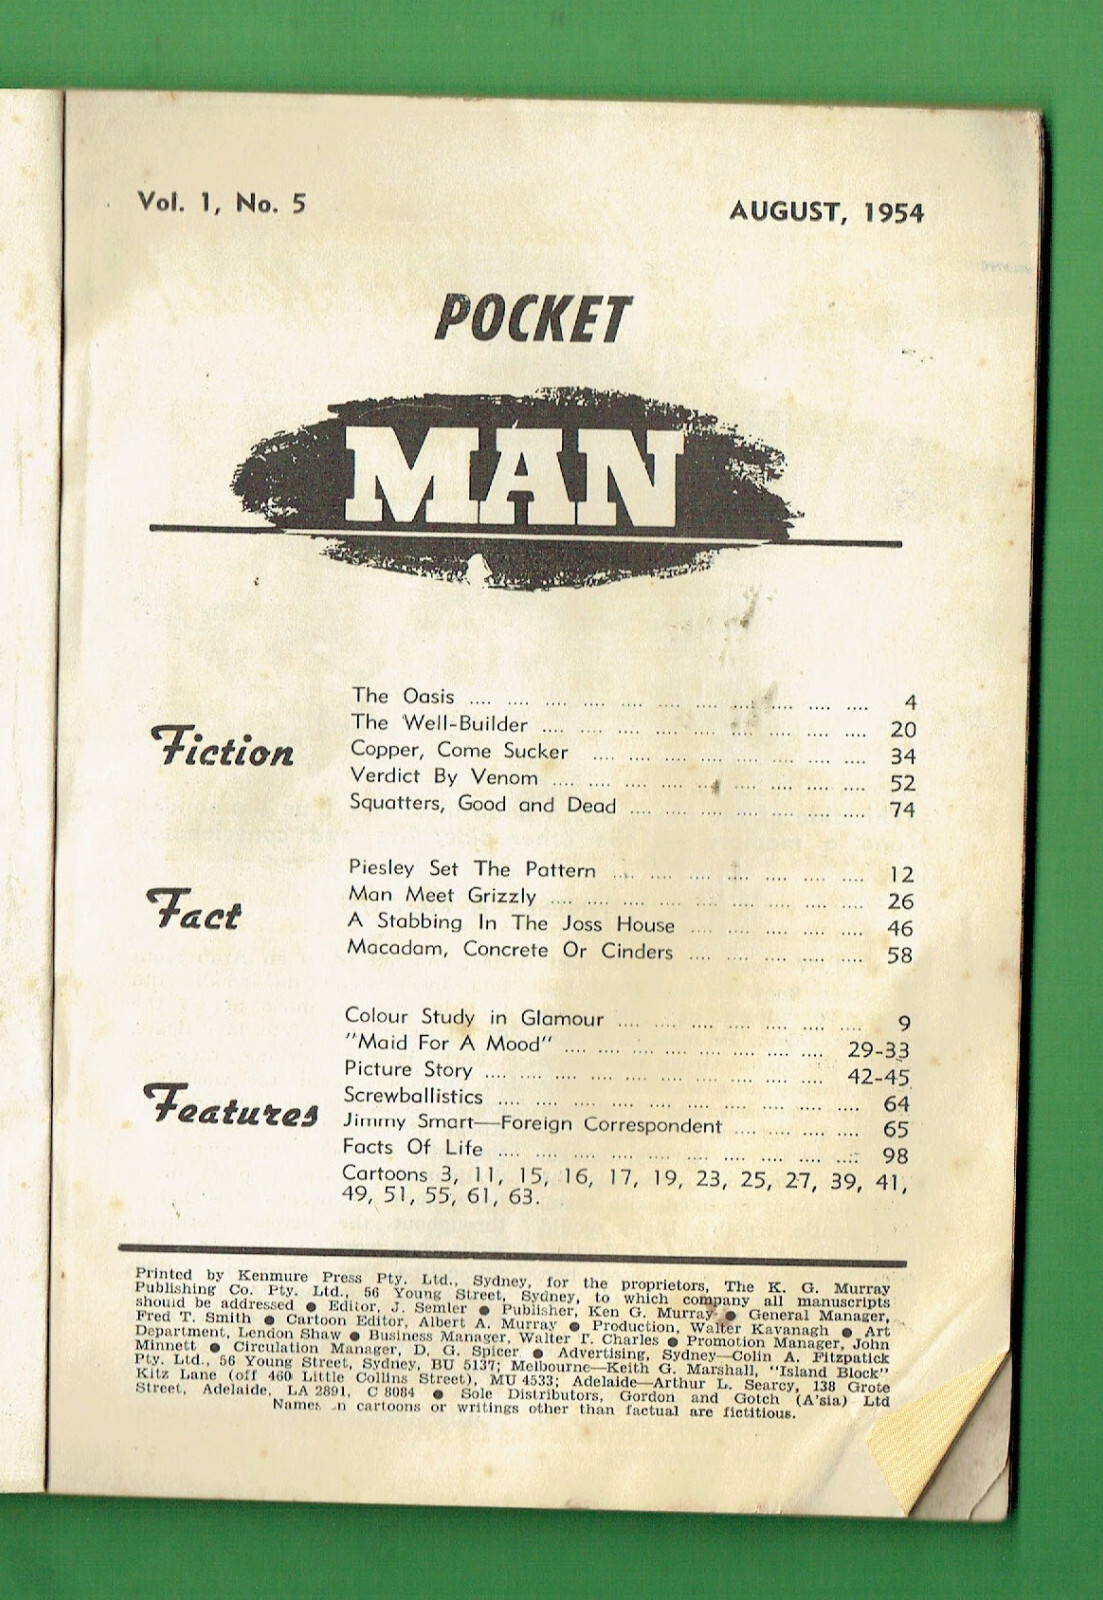 Vol. 1, No. 5
AUGUST, 1954
POCKET
MAN
Fiction
The Oasis .... .... .... .... .... .... .... .... .... .... .... .... 4
The Well-Builder .... .... .... .... .... .... .... .... .... .... 20
Copper, Come Sucker .... .... .... .... .... .... .... .... 34
Verdict By Venom .... .... .... .... .... .... .... .... .... 52
Squatters, Good and Dead .... .... .... .... .... .... .... 74
Fact
Piesley Set The Pattern .... .... .... .... .... .... .... 12
Man Meet Grizzly .... .... .... .... .... .... .... .... .... 26
A Stabbing In The Joss House .... .... .... .... .... 46
Macadam, Concrete Or Cinders .... .... .... .... .... 58
Features
Colour Study in Glamour .... .... .... .... .... .... .... 9
"Maid For A Mood" .... .... .... .... .... .... .... .... 29-33
Picture Story .... .... .... .... .... .... .... .... .... .... 42-45
Screwballistics .... .... .... .... .... .... .... .... .... .... .... 64
Jimmy Smart—Foreign Correspondent .... .... .... .... 65
Facts Of Life .... .... .... .... .... .... .... .... .... .... .... 98
Cartoons 3, 11, 15, 16, 17, 19, 23, 25, 27, 39, 41,
49, 51, 55, 61, 63.
Printed by Kenmure Press Pty. Ltd., Sydney, for the proprietors, The K. G. Murray
Publishing Co. Pty. Ltd., 56 Young Street, Sydney, to which company all manuscripts
should be addressed ● Editor, J. Semler ● Publisher, Ken G. Murray ● General Manager,
Fred T. Smith ● Cartoon Editor, Albert A. Murray ● Production, Walter Kavanagh ● Art
Department, Lendon Shaw ● Business Manager, Walter T. Charles ● Promotion Manager, John
Minnett ● Circulation Manager, D. G. Spicer ● Advertising, Sydney—Colin A. Fitzpatick
Pty. Ltd., 56 Young Street, Sydney, BU 5137; Melbourne—Keith G. Marshall, "Island Block"
Kitz Lane (off 460 Little Collins Street), MU 4533; Adelaide—Arthur L. Searcy, 138 Grote
Street, Adelaide, LA 2891, C 8084 ● Sole Distributors, Gordon and Gotch (A'sia) Ltd
Names in cartoons or writings other than factual are fictitious.